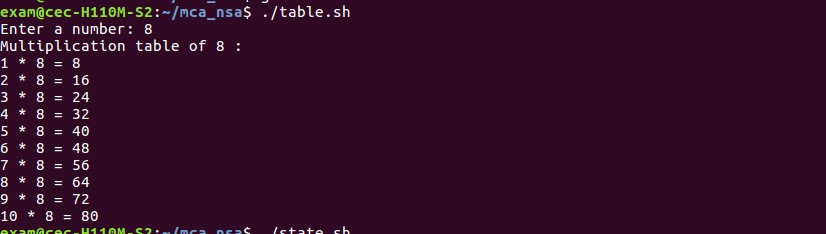 exam@cec-H110M-S2:~/mca_nsa$ ./table.sh
Enter a number: 8
Multiplication table of 8 :
1 * 8 = 8
2 * 8 = 16
3 * 8 = 24
4 * 8 = 32
5 * 8 = 40
6 * 8 = 48
7 * 8 = 56
8 * 8 = 64
9 * 8 = 72
10 * 8 = 80
exam@cec-H110M-S2:~/mca_nsa$ ./state.sh